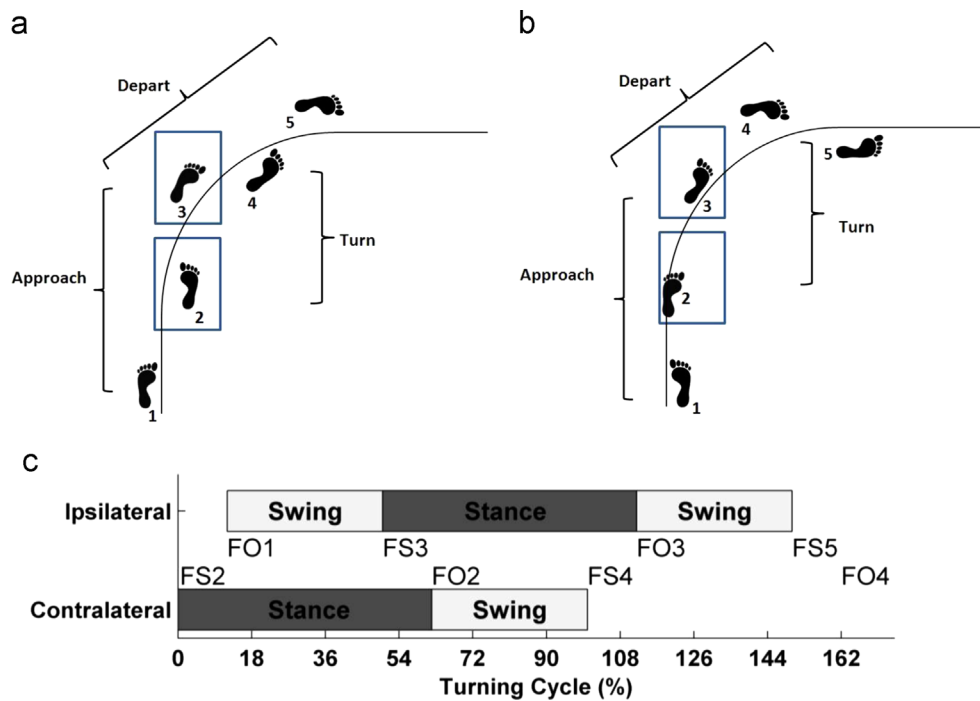 a
b
Depart
5
3
4
Turn
Approach
2
1
Depart
4
5
3
Turn
Approach
2
1
c
Ipsilateral
Swing
Stance
Swing
FO1
FS3
FO3
FS5
FS2
FO2
FS4
FO4
Contralateral
Stance
Swing
0 18 36 54 72 90 108 126 144 162
Turning Cycle (%)